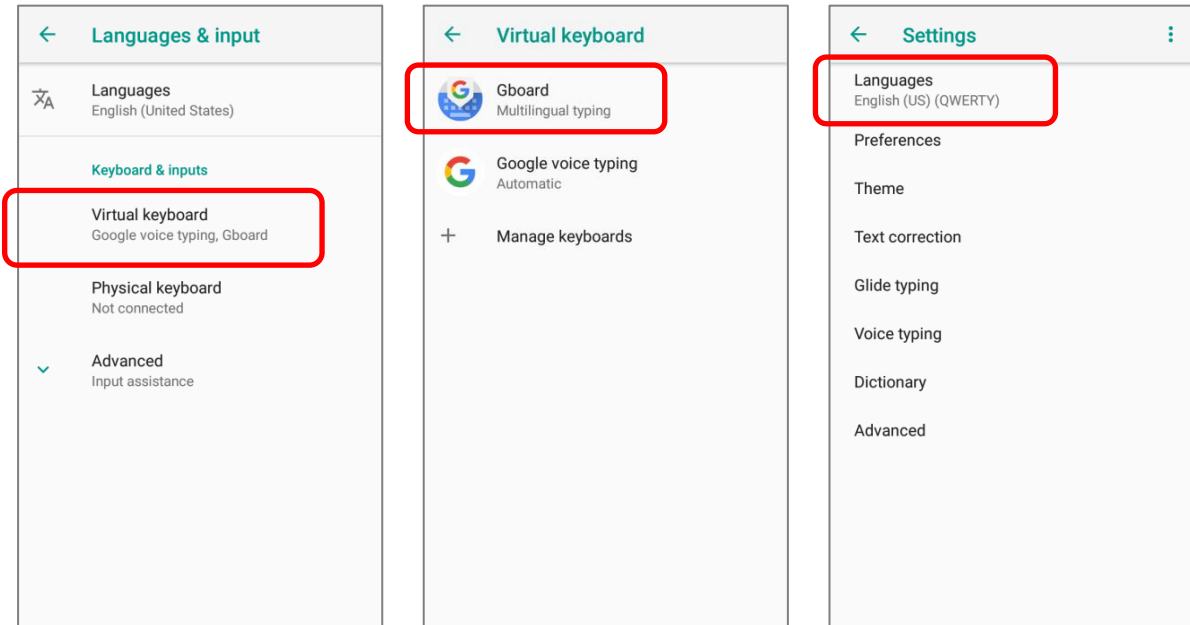 Languages & input
Languages
English (United States)
Keyboard & inputs
Virtual keyboard
Google voice typing, Gboard
Physical keyboard
Not connected
Advanced
Input assistance
Virtual keyboard
Gboard
Multilingual typing
Google voice typing
Automatic
Manage keyboards
Settings
Languages
English (US) (QWERTY)
Preferences
Theme
Text correction
Glide typing
Voice typing
Dictionary
Advanced